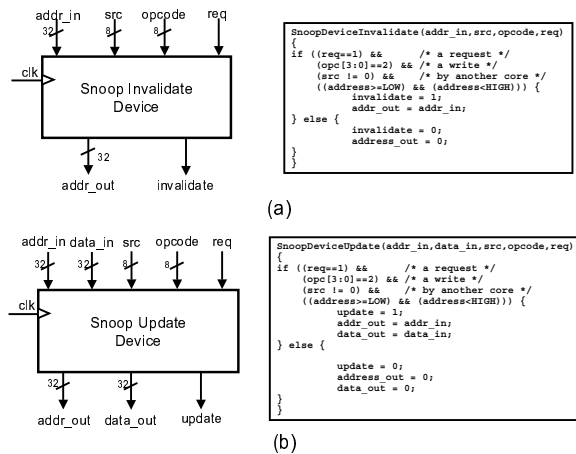 addr_in src opcode req
32 8 8
clk
Snoop Invalidate
Device
32
addr_out invalidate
SnoopDeviceInvalidate(addr_in,src,opcode,req)
{
if ((req==1) && /* a request */
(opc[3:0]==2) && /* a write */
(src != 0) && /* by another core */
((address>=LOW) && (address<HIGH))) {
invalidate = 1;
addr_out = addr_in;
} else {
invalidate = 0;
address_out = 0;
}
}
(a)
addr_in data_in src opcode req
32 32 8 8
clk
Snoop Update
Device
32 32
addr_out data_out update
SnoopDeviceUpdate(addr_in,data_in,src,opcode,req)
{
if ((req==1) && /* a request */
(opc[3:0]==2) && /* a write */
(src != 0) && /* by another core */
((address>=LOW) && (address<HIGH))) {
update = 1;
addr_out = addr_in;
data_out = data_in;
} else {
update = 0;
address_out = 0;
data_out = 0;
}
}
(b)